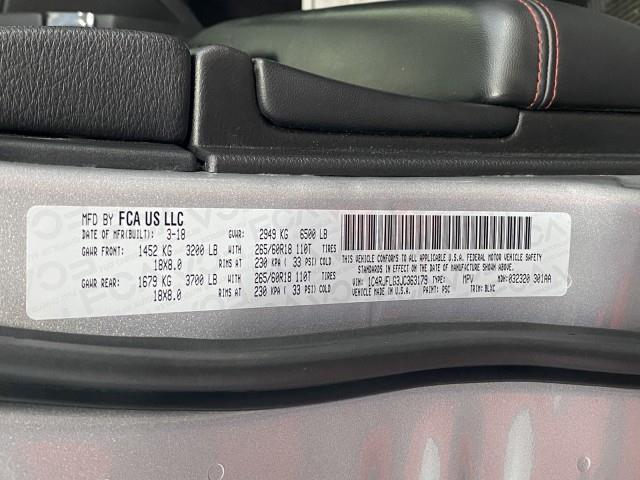 MFD BY FCA US LLC
DATE OF MFR(BUILT): 3-18 GVWR: 2949 KG 6500 LB
GAWR FRONT: 1452 KG 3200 LB WITH 265/60R18 110T TIRES
18X8.0 RIMS AT 230 KPA ( 33 PSI) COLD
GAWR REAR: 1679 KG 3700 LB WITH 265/60R18 110T TIRES
18X8.0 RIMS AT 230 KPA ( 33 PSI) COLD
THIS VEHICLE CONFORMS TO ALL APPLICABLE U.S.A. FEDERAL MOTOR VEHICLE SAFETY
STANDARDS IN EFFECT ON THE DATE OF MANUFACTURE SHOWN ABOVE.
VIN: 1C4RJFLG3JC363179 TYPE: MPV MDH: 032320 301AA
MADE IN U.S.A. PAINT: PSC TRIM: